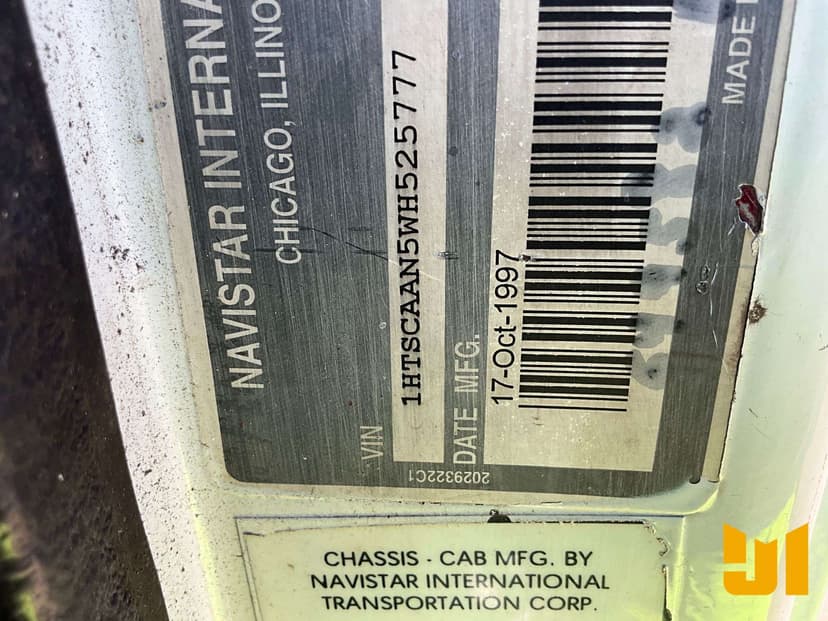 NAVISTAR INTERNA
CHICAGO, ILLINO
VIN
1HTSCAAN5WH525777
DATE MFG.
17-Oct-1997
MADE I
2029322C1
CHASSIS - CAB MFG. BY
NAVISTAR INTERNATIONAL
TRANSPORTATION CORP.